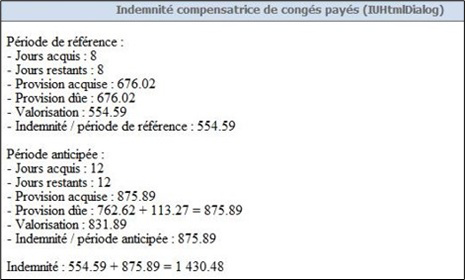 Indemnité compensatrice de congés payés (IUHtmlDialog)
Période de référence :
- Jours acquis : 8
- Jours restants : 8
- Provision acquise : 676.02
- Provision dûe : 676.02
- Valorisation : 554.59
- Indemnité / période de référence : 554.59
Période anticipée :
- Jours acquis : 12
- Jours restants : 12
- Provision acquise : 875.89
- Provision dûe : 762.62 + 113.27 = 875.89
- Valorisation : 831.89
- Indemnité / période anticipée : 875.89
Indemnité : 554.59 + 875.89 = 1 430.48